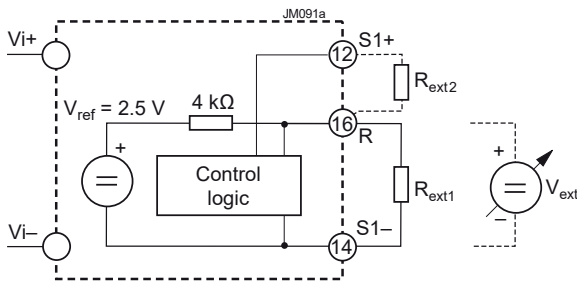 JM091a
Vi+
12
S1+
Rext2
Vref = 2.5 V
4 kΩ
16
R
+
Control
logic
Rext1
+
Vext
–
Vi–
S1–
14